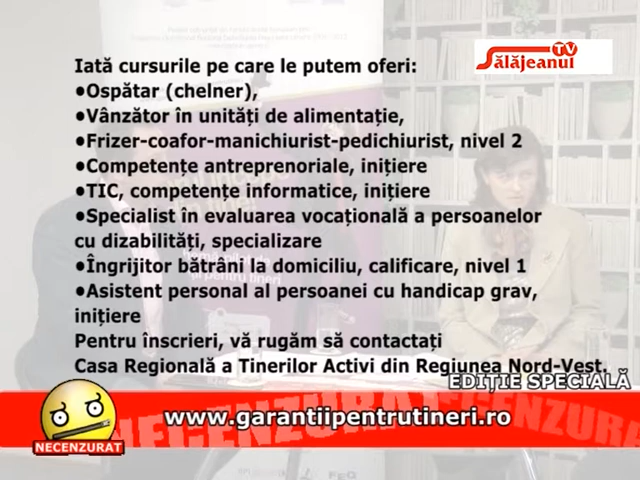 Sălăjeanul TV
Iată cursurile pe care le putem oferi:
●Ospătar (chelner),
●Vânzător în unități de alimentație,
●Frizer-coafor-manichiurist-pedichiurist, nivel 2
●Competențe antreprenoriale, inițiere
●TIC, competențe informatice, inițiere
●Specialist în evaluarea vocațională a persoanelor
cu dizabilități, specializare
●Îngrijitor bătrâni la domiciliu, calificare, nivel 1
●Asistent personal al persoanei cu handicap grav,
inițiere
Pentru înscrieri, vă rugăm să contactați
Casa Regională a Tinerilor Activi din Regiunea Nord-Vest.
EDIȚIE SPECIALĂ
www.garantiipentrutineri.ro
NECENZURAT